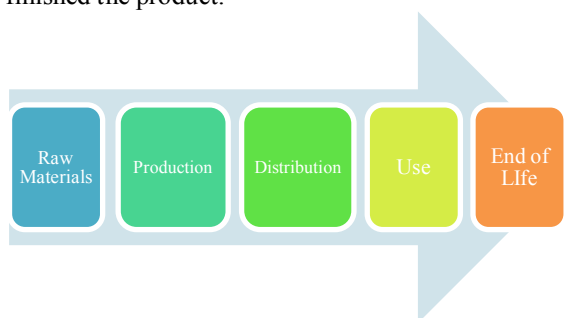 finished the product.
Raw
Materials
Production
Distribution
Use
End of
LIfe